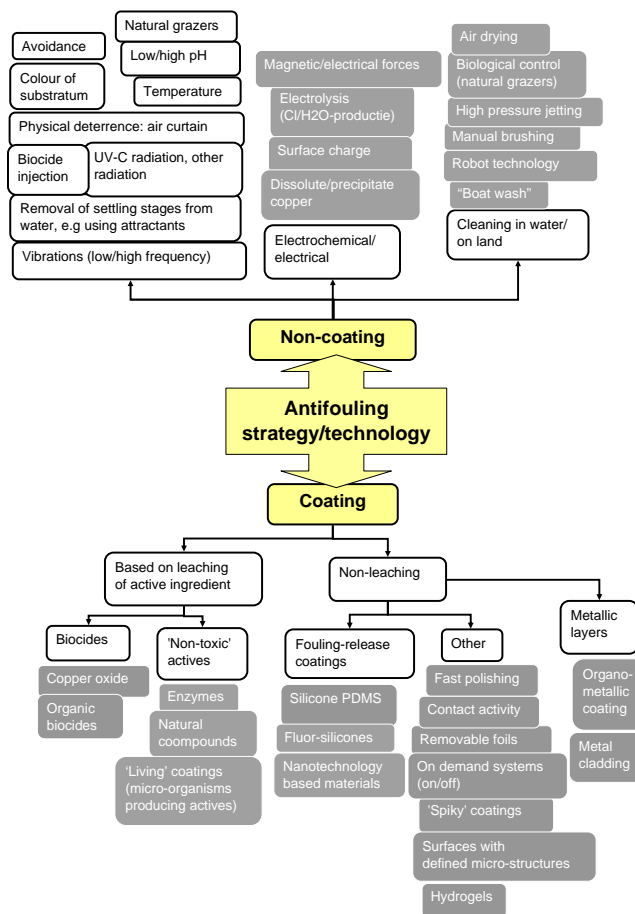 Natural grazers
Avoidance
Low/high pH
Colour of
substratum
Temperature
Physical deterrence: air curtain
Biocide
injection
UV-C radiation, other
radiation
Removal of settling stages from
water, e.g using attractants
Vibrations (low/high frequency)
Magnetic/electrical forces
Electrolysis
(Cl/H2O-productie)
Surface charge
Dissolute/precipitate
copper
Electrochemical/
electrical
Air drying
Biological control
(natural grazers)
High pressure jetting
Manual brushing
Robot technology
“Boat wash”
Cleaning in water/
on land
Non-coating
Antifouling
strategy/technology
Coating
Based on leaching
of active ingredient
Non-leaching
Biocides
'Non-toxic'
actives
Fouling-release
coatings
Other
Metallic
layers
Copper oxide
Organic
biocides
Enzymes
Natural
coompounds
‘Living’ coatings
(micro-organisms
producing actives)
Silicone PDMS
Fluor-silicones
Nanotechnology
based materials
Fast polishing
Contact activity
Removable foils
On demand systems
(on/off)
'Spiky' coatings
Surfaces with
defined micro-structures
Hydrogels
Organo-
metallic
coating
Metal
cladding